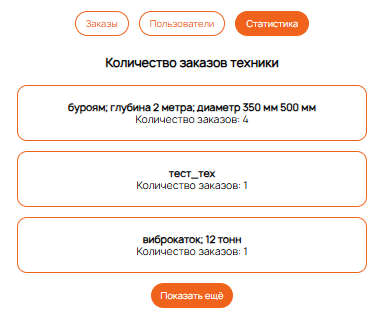 Заказы Пользователи Статистика
Количество заказов техники
буроям; глубина 2 метра; диаметр 350 мм 500 мм
Количество заказов: 4
тест_тех
Количество заказов: 1
виброкаток; 12 тонн
Количество заказов: 1
Показать ещё